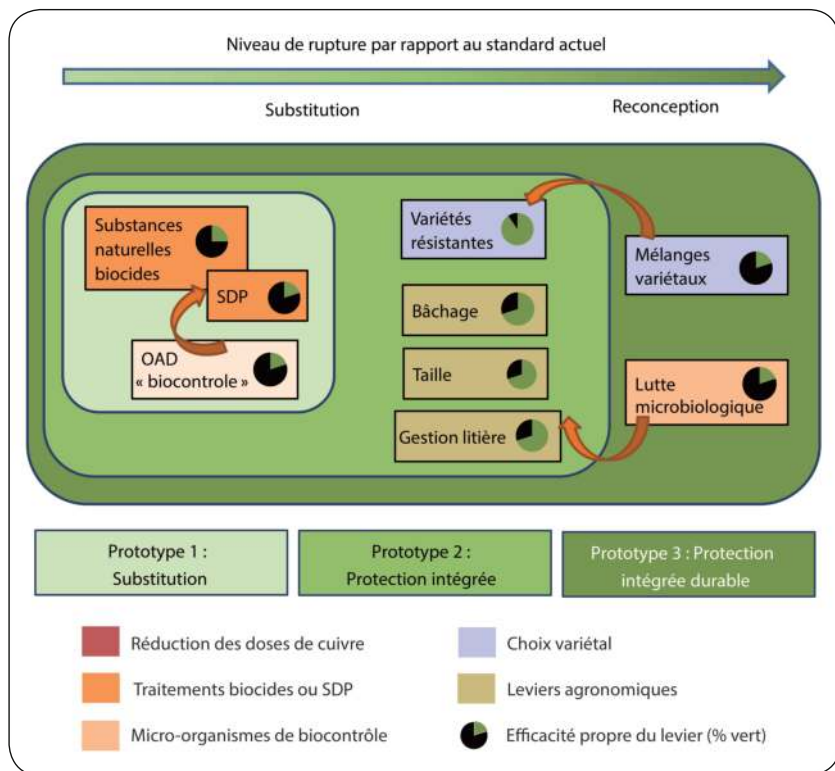 Niveau de rupture par rapport au standard actuel
Substitution
Reconception
Substances
naturelles
biocides
SDP
OAD
« biocontrole »
Variétés
résistantes
Bâchage
Taille
Gestion litière
Mélanges
variétaux
Lutte
microbiologique
Prototype 1 :
Substitution
Prototype 2 :
Protection intégrée
Prototype 3 : Protection
intégrée durable
Réduction des doses de cuivre
Traitements biocides ou SDP
Micro-organismes de biocontrôle
Choix variétal
Leviers agronomiques
Efficacité propre du levier (% vert)